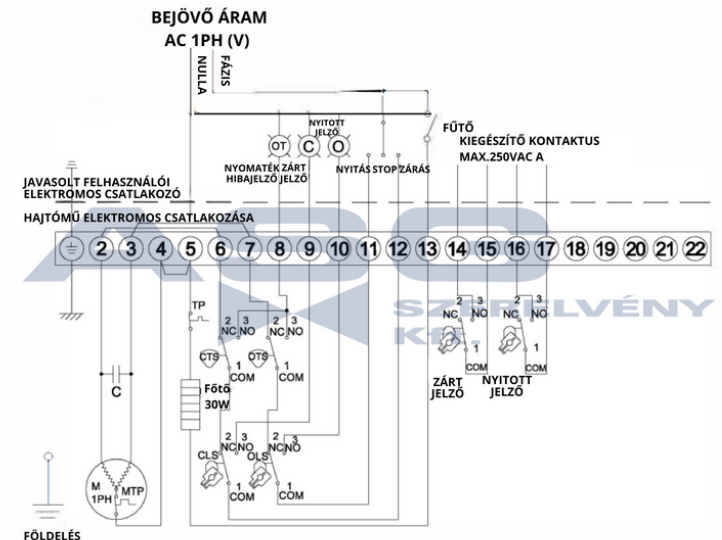 BEJÖVŐ ÁRAM
AC 1PH (V)
NULLA
FÁZIS
NYITOTT
JELZŐ
OT
C
O
FŰTŐ
KIEGÉSZÍTŐ KONTAKTUS
MAX.250VAC A
NYOMATÉK ZÁRT
HIBAJELZŐ JELZŐ
NYITÁS STOP ZÁRÁS
JAVASOLT FELHASZNÁLÓI
ELEKTROMOS CSATLAKOZÓ
HAJTÓMŰ ELEKTROMOS CSATLAKOZÁSA
2 3 4 5 6 7 8 9 10 11 12 13 14 15 16 17 18 19 20 21 22
ASC
SZERELVÉNY
Kft.
TP
2 3
NC NO
2 3
NC NO
2 3
NC NO
2 3
NC NO
CTS
OTS
1
COM
1
COM
1
COM
1
COM
C
Főtő
30W
ZÁRT
JELZŐ
NYITOTT
JELZŐ
2
NC NO
2 3
NC NO
CLS
OLS
1
COM
1
COM
M
1PH
MTP
FÖLDELÉS